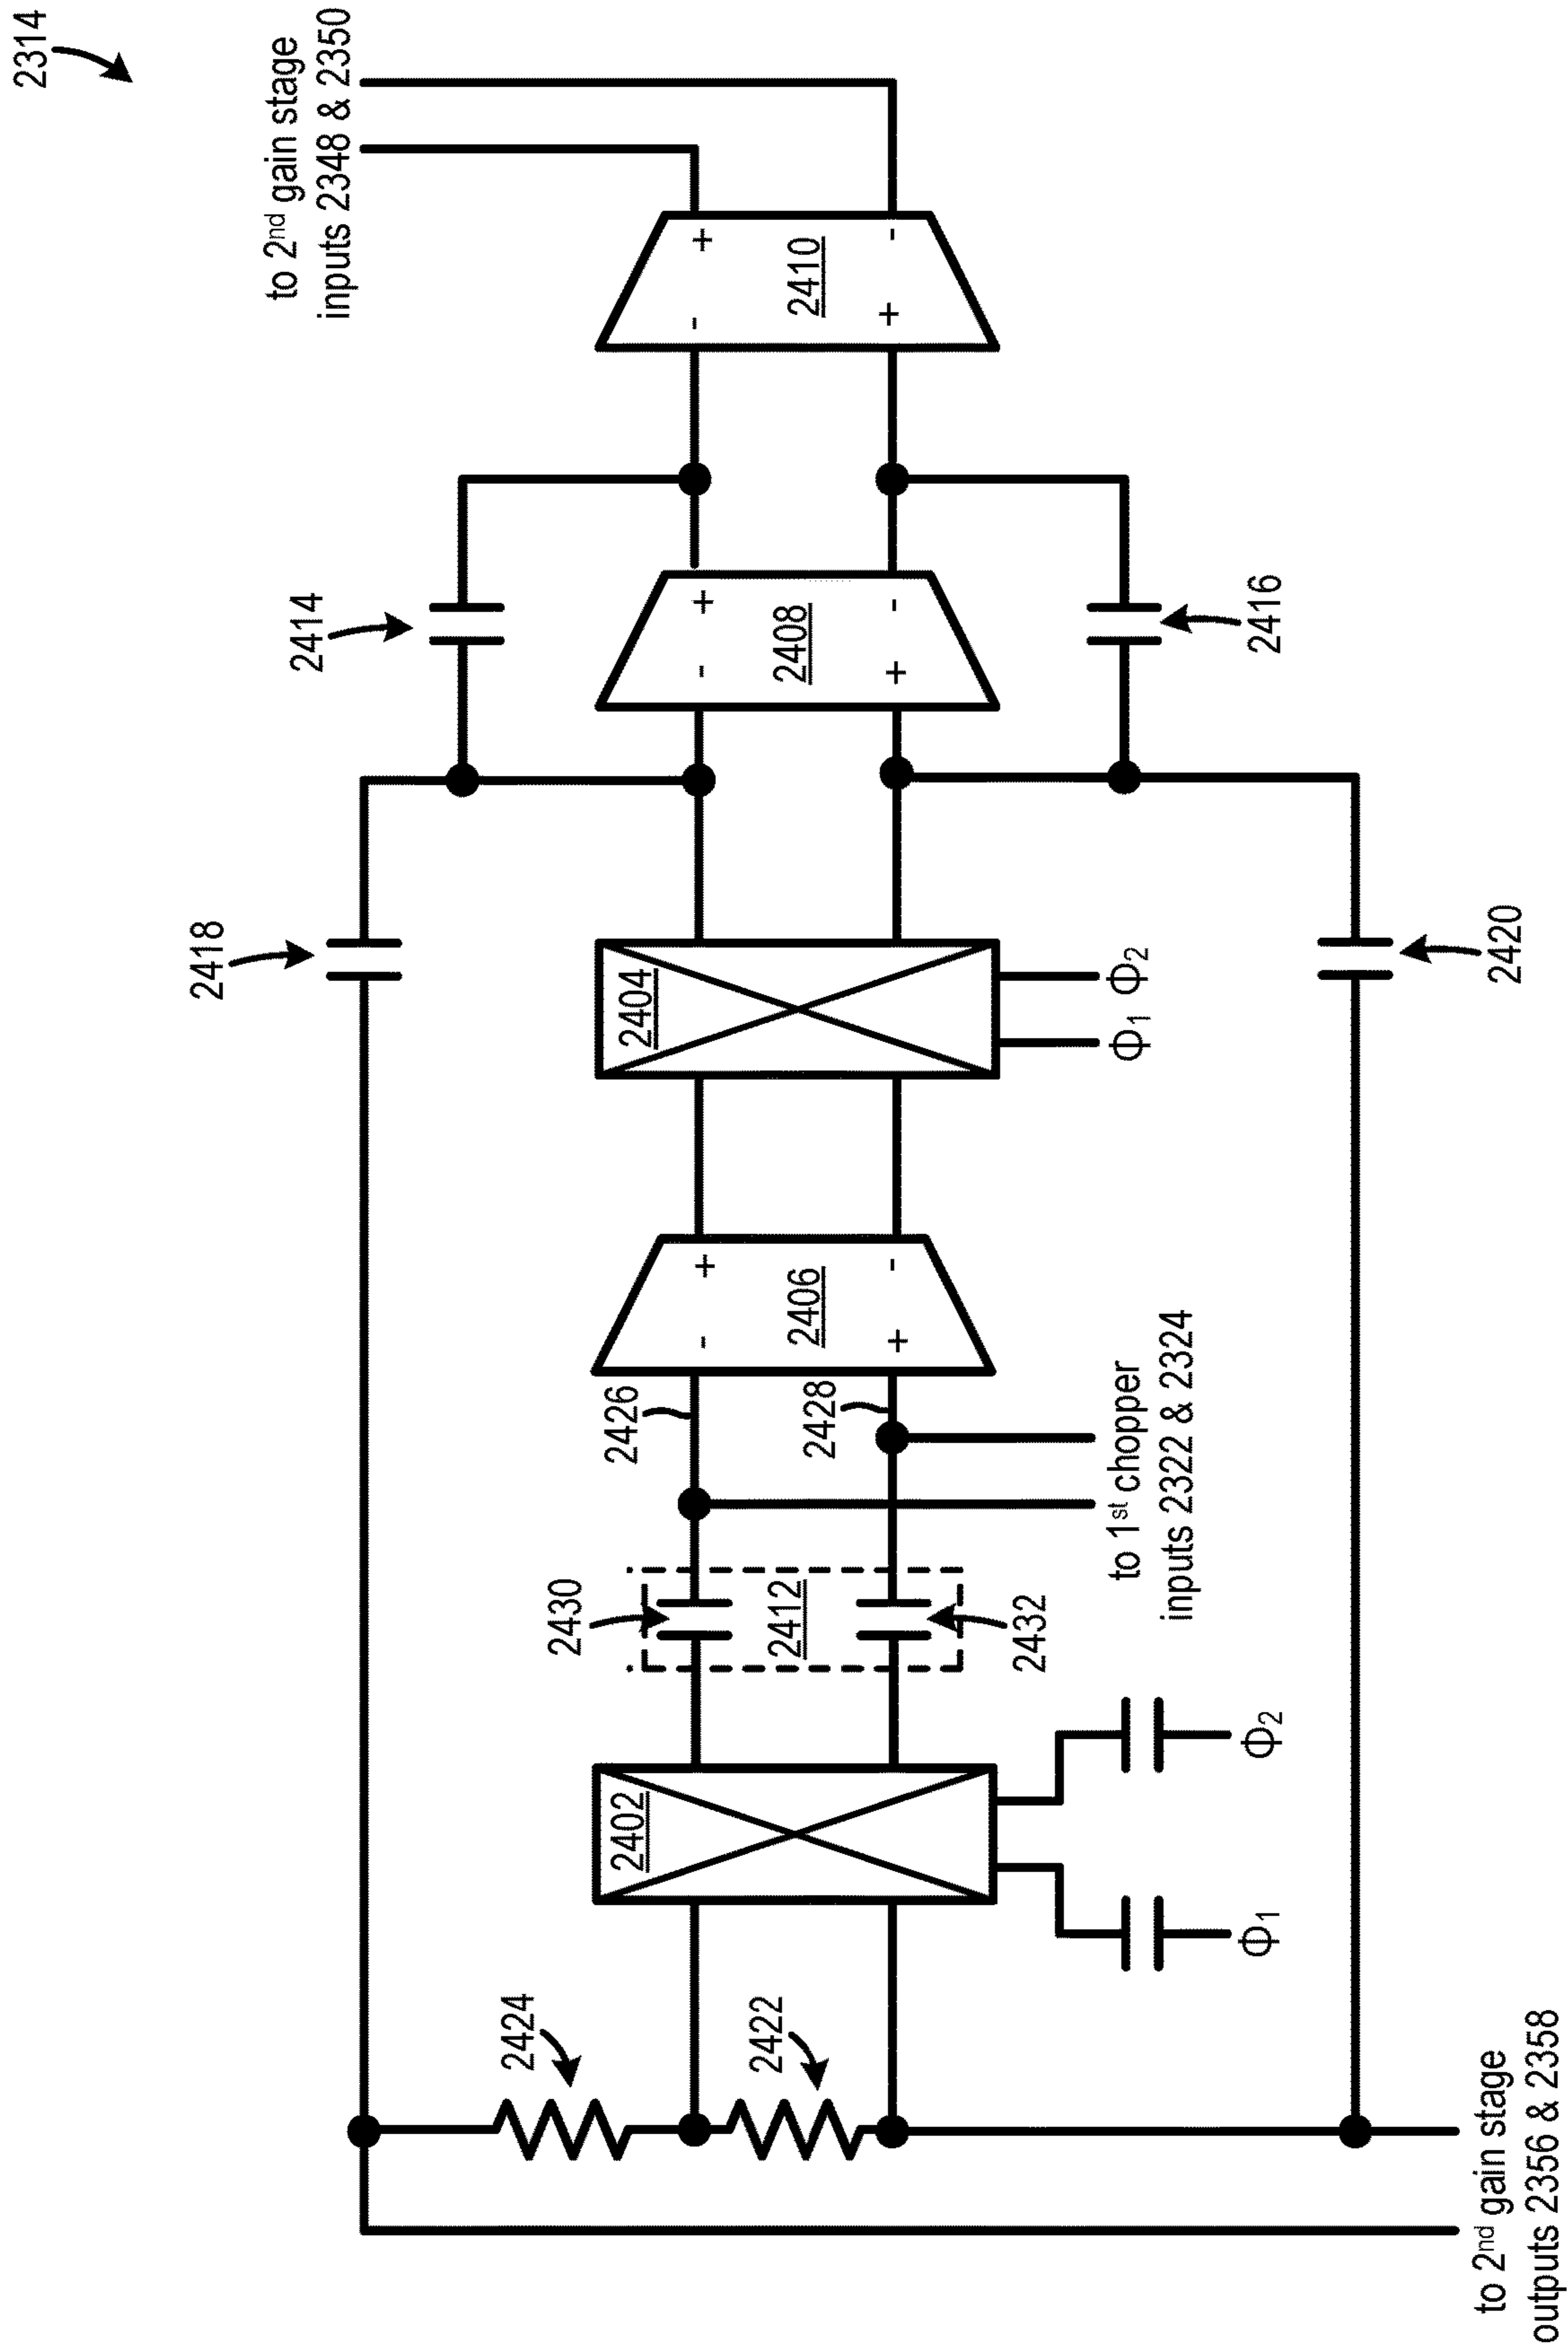 2314
to 2nd gain stage
inputs 2348 & 2350
2418
2414
2424
2422
2402
Φ1
Φ2
2430
2412
2432
2426
2428
to 1st chopper
inputs 2322 & 2324
-
+
2406
+
-
2404
Φ1
Φ2
-
+
2408
+
-
-
+
2410
+
-
2416
2420
to 2nd gain stage
outputs 2356 & 2358